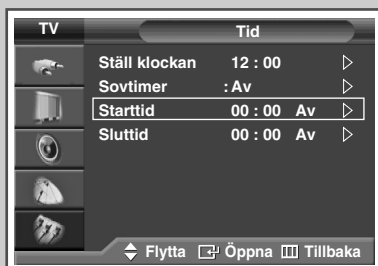 TV Tid
Ställ klockan 12 : 00
Sovtimer : Av
Starttid 00 : 00 Av
Sluttid 00 : 00 Av
Flytta Öppna Tillbaka